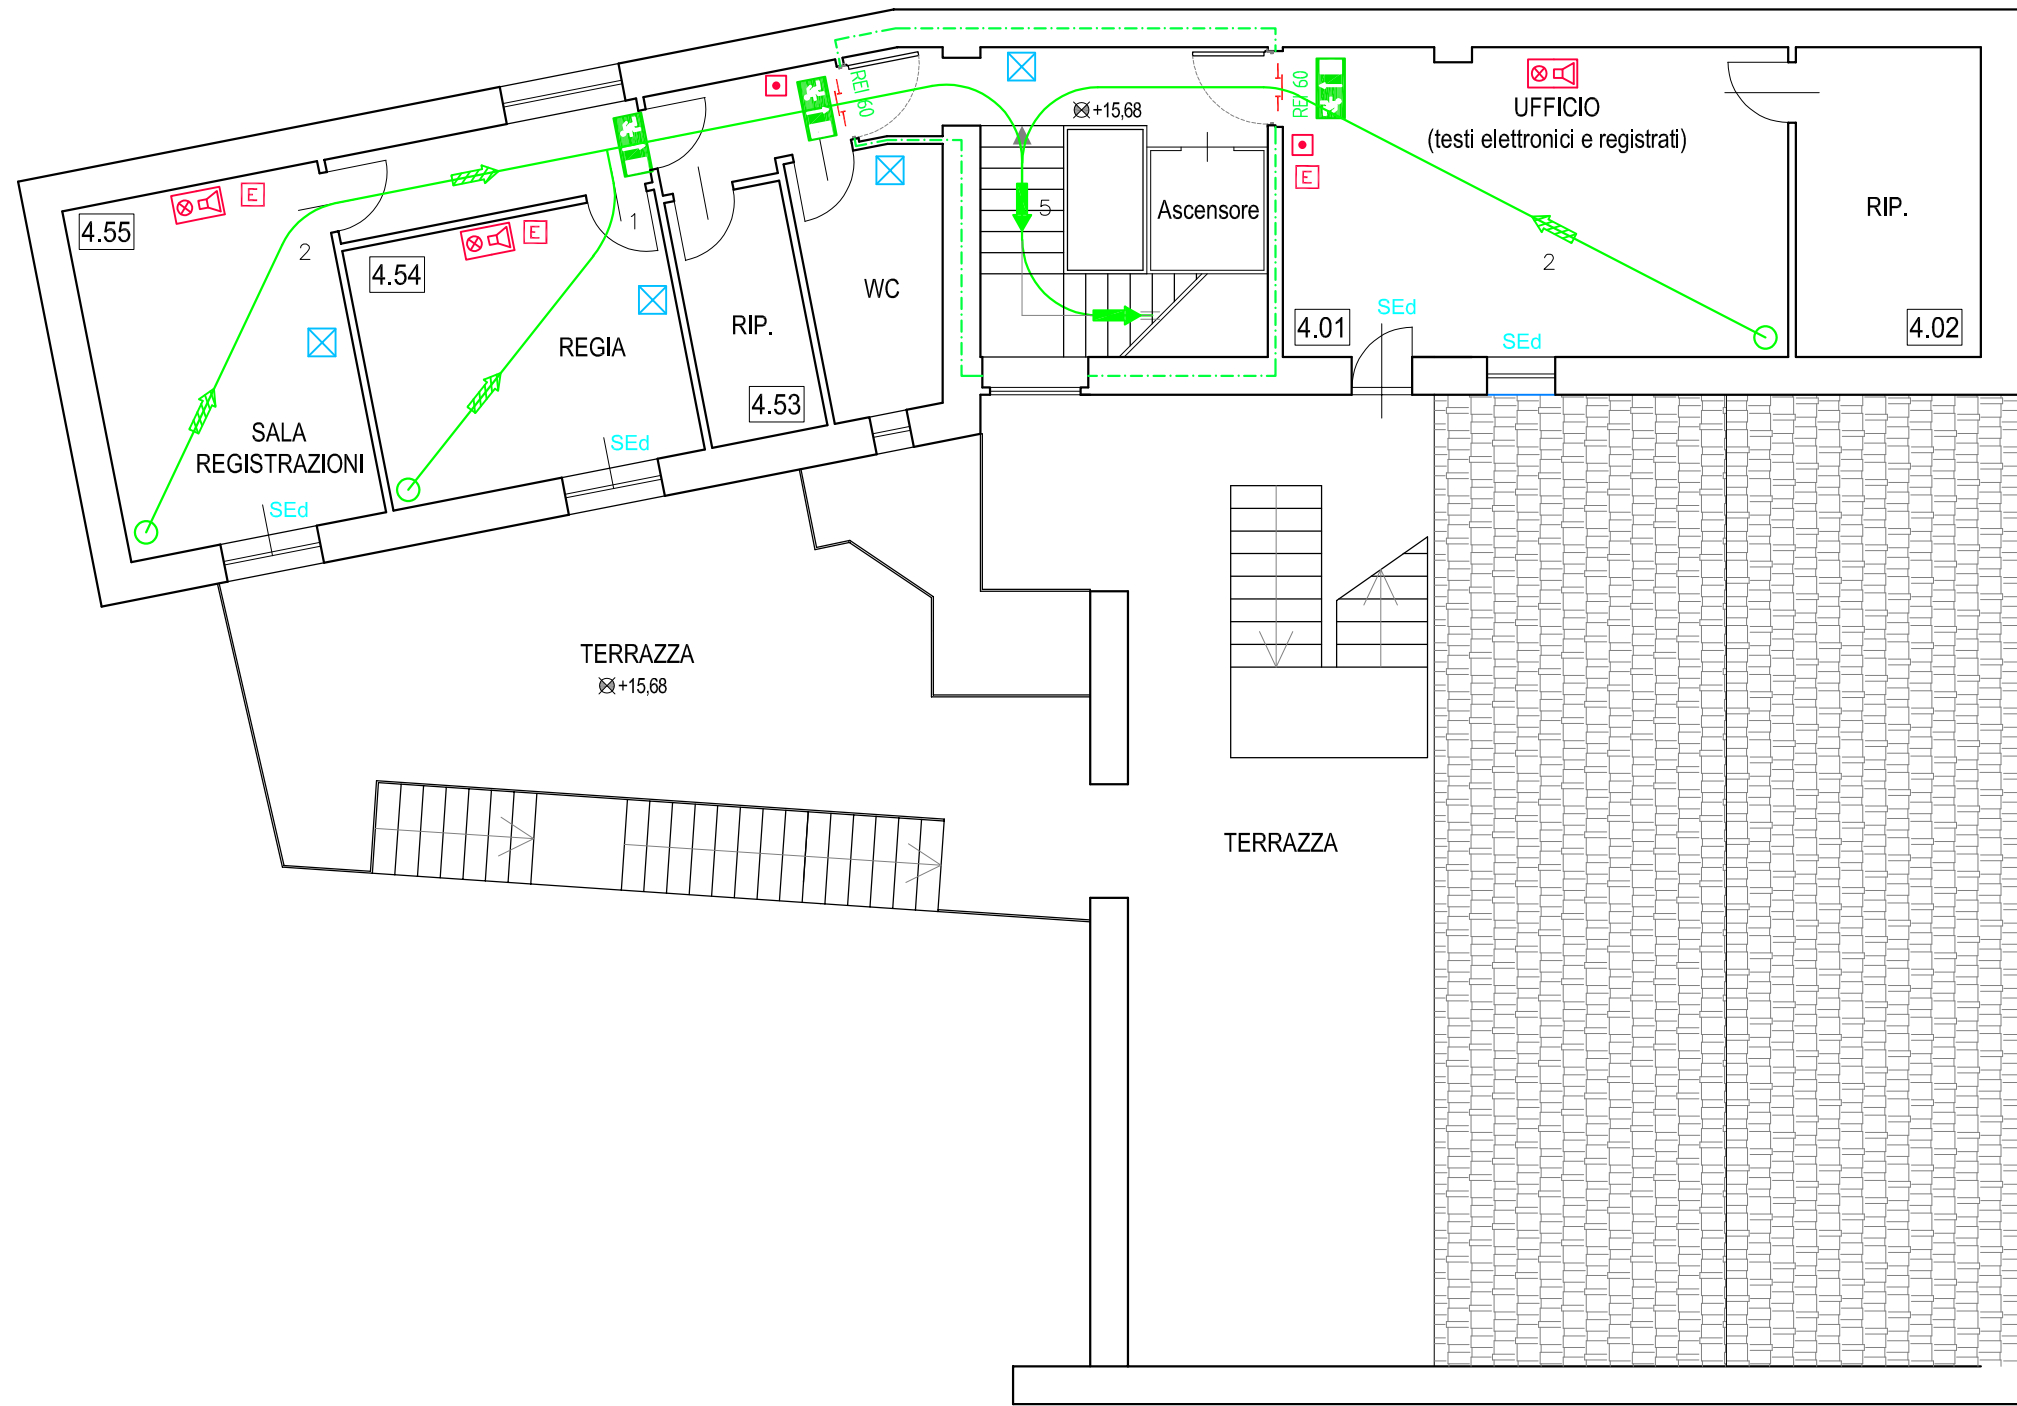 REI 60
REI 60
+15,68
UFFICIO
(testi elettronici e registrati)
E
E
E
4.55
2
4.54
1
5
Ascensore
RIP.
2
WC
REGIA
RIP.
SEd
4.01
SEd
4.02
4.53
SALA
REGISTRAZIONI
SEd
SEd
TERRAZZA
+15,68
TERRAZZA